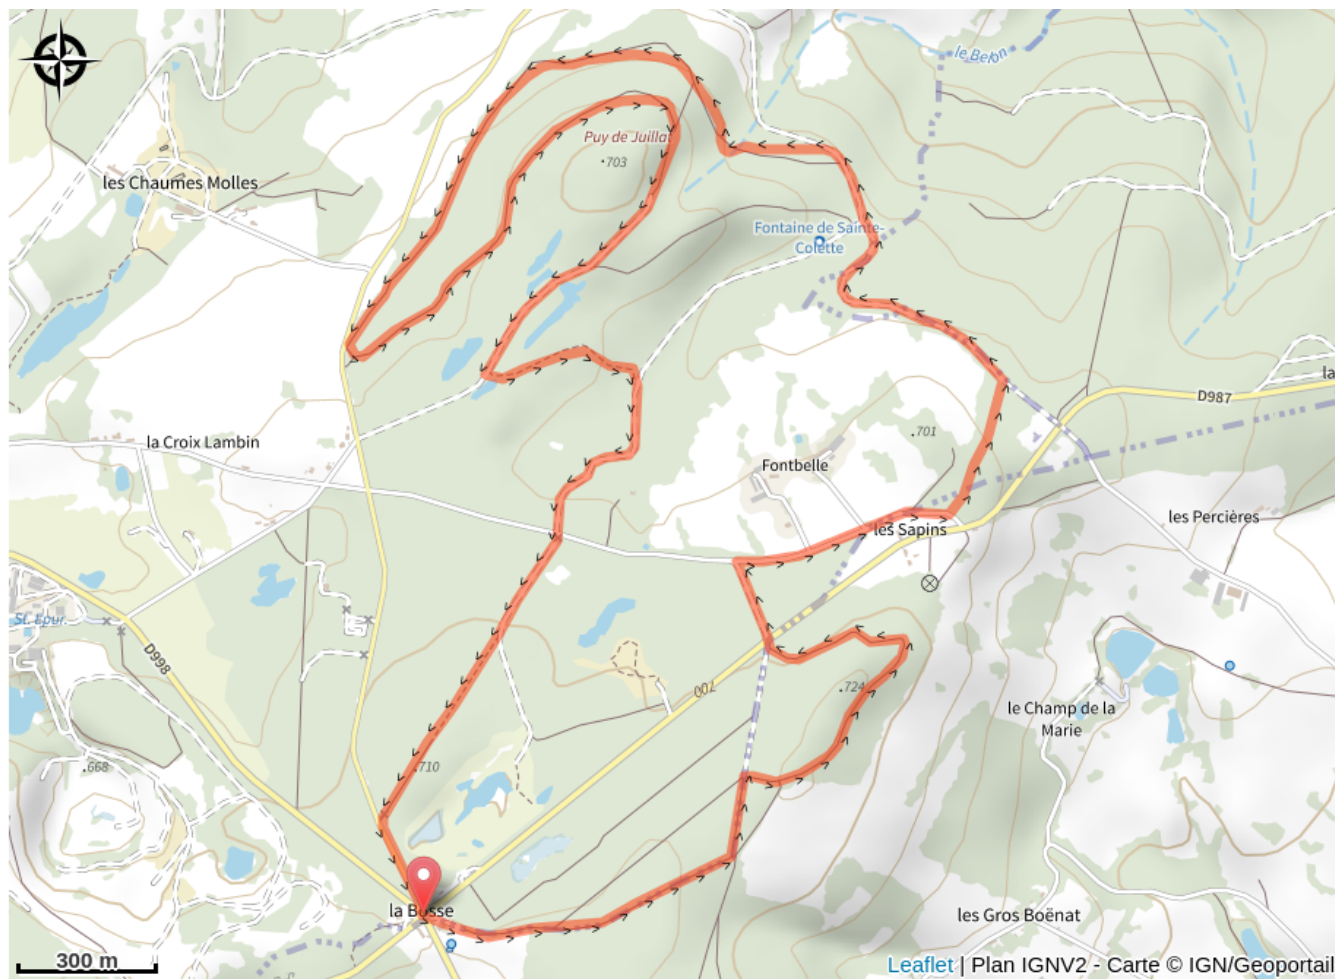 le Belon
Puy de Juillat
703
les Chaumes Molles
Fontaine de Sainte-
Colette
D987
la
la Croix Lambin
701
Fontbelle
les Sapins
les Percières
St. Epur.
D998
700
724
le Champ de la
Marie
710
668
la Bosse
les Gros Boënat
300 m
Leaflet | Plan IGNV2 - Carte © IGN/Geoportail